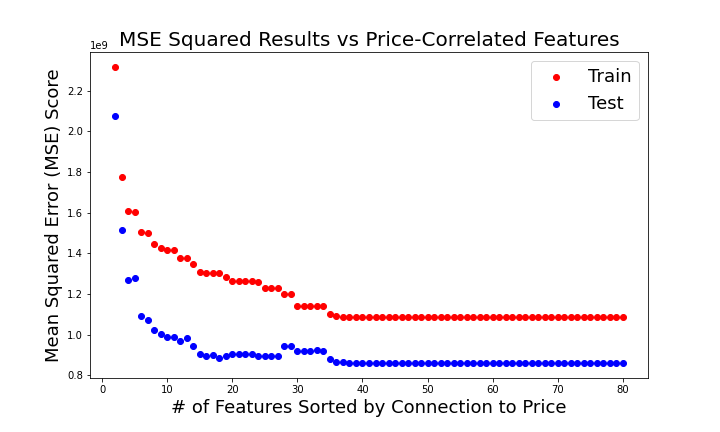 MSE Squared Results vs Price-Correlated Features
1e9
Train
Test
Mean Squared Error (MSE) Score
2.2
2.0
1.8
1.6
1.4
1.2
1.0
0.8
0 10 20 30 40 50 60 70 80
# of Features Sorted by Connection to Price